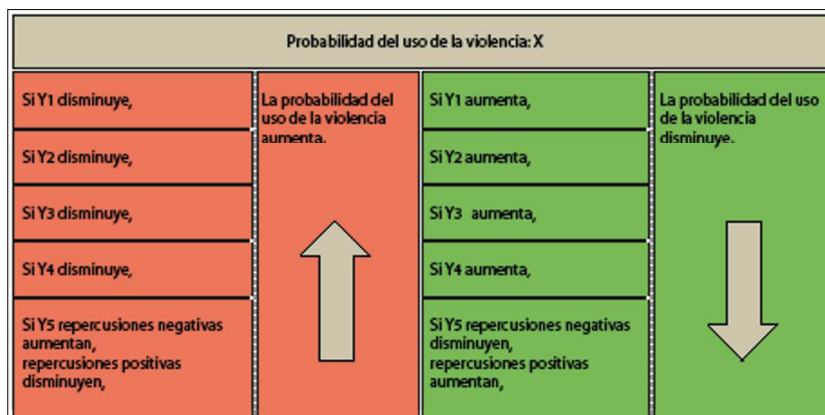 Probabilidad del uso de la violencia: X
Si Y1 disminuye,
Si Y2 disminuye,
Si Y3 disminuye,
Si Y4 disminuye,
Si Y5 repercusiones negativas
aumentan,
repercusiones positivas
disminuyen,
La probabilidad del
uso de la violencia
aumenta.
Si Y1 aumenta,
Si Y2 aumenta,
Si Y3 aumenta,
Si Y4 aumenta,
Si Y5 repercusiones negativas
disminuyen,
repercusiones positivas
aumentan,
La probabilidad del uso
de la violencia
disminuye.